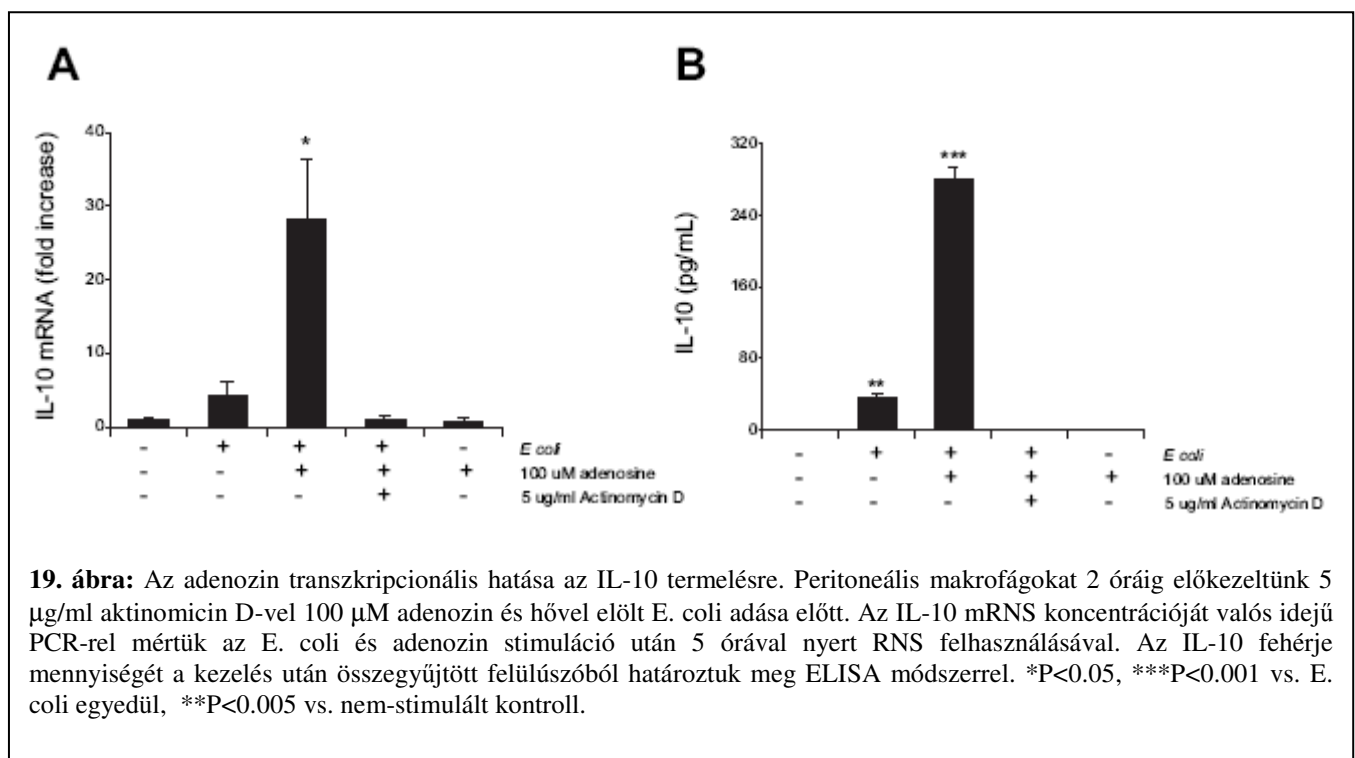 A
B
IL-10 mRNA (fold increase)
40
30
20
10
0
*
- + + + - E coli
- - + + + 100 uM adenosine
- - - + - 5 ug/ml Actinomycin D
IL-10 (pg/mL)
320
240
160
80
0
**
***
- + + + - E coli
- - + + + 100 uM adenosine
- - - + - 5 ug/ml Actinomycin D
19. ábra: Az adenozin transzkripcionális hatása az IL-10 termelésre. Peritoneális makrofágokat 2 óráig előkezeltünk 5
µg/ml aktinomicin D-vel 100 µM adenozin és hővel elölt E. coli adása előtt. Az IL-10 mRNS koncentrációját valós idejű
PCR-rel mértük az E. coli és adenozin stimuláció után 5 órával nyert RNS felhasználásával. Az IL-10 fehérje
mennyiségét a kezelés után összegyűjtött felülúszóból határoztuk meg ELISA módszerrel. *P<0.05, ***P<0.001 vs. E.
coli egyedül, **P<0.005 vs. nem-stimulált kontroll.